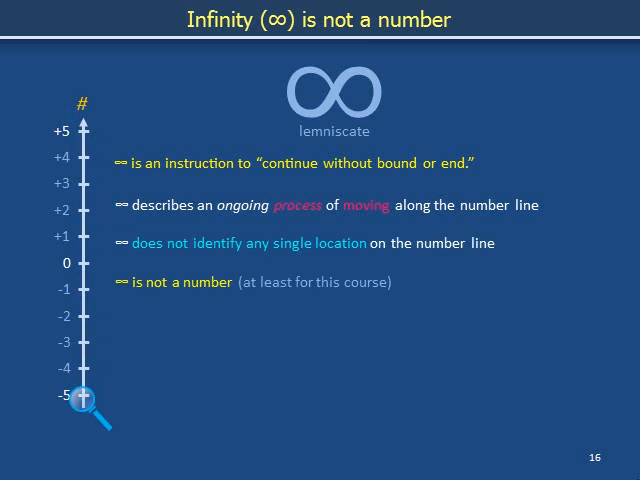 Infinity (∞) is not a number
∞
lemniscate
#
+5
+4
+3
+2
+1
0
-1
-2
-3
-4
-5
∞ is an instruction to “continue without bound or end.”
∞ describes an ongoing process of moving along the number line
∞ does not identify any single location on the number line
∞ is not a number (at least for this course)
16